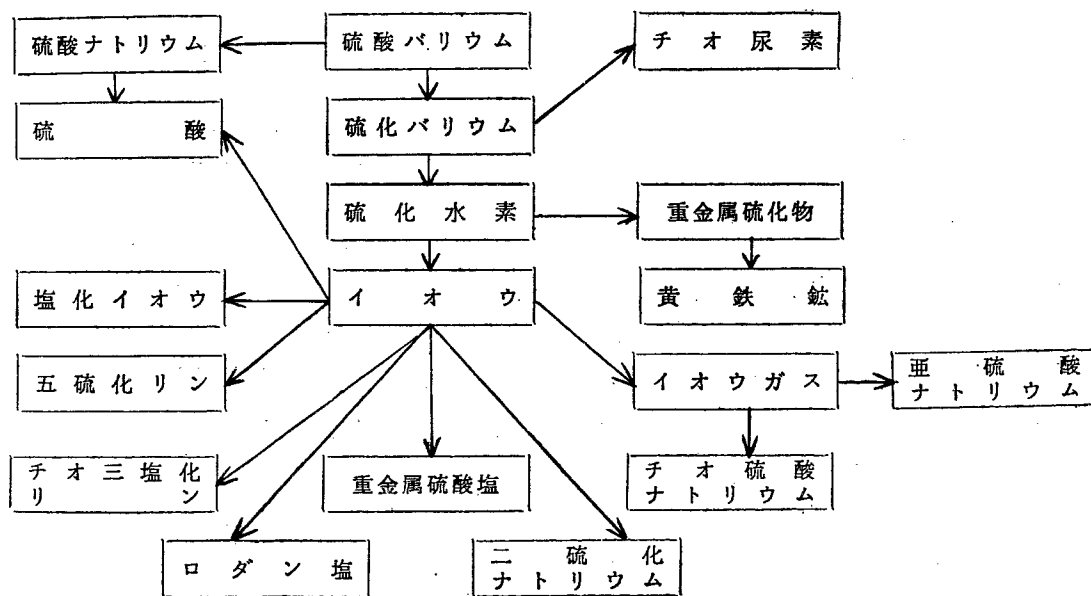 硫酸ナトリウム
硫酸バリウム
チオ尿素
硫酸
硫化バリウム
硫化水素
重金属硫化物
塩化イオウ
イオウ
黄鉄鉱
五硫化リン
イオウガス
亜硫酸
ナトリウム
チオ三塩化
リン
重金属硫酸塩
チオ硫酸
ナトリウム
ロダン塩
二硫化
ナトリウム